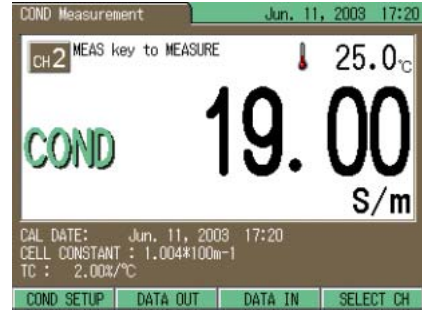 COND Measurement Jun. 11, 2003 17:20
CH 2 MEAS key to MEASURE 25.0℃
COND 19.00
S/m
CAL DATE: Jun. 11, 2003 17:20
CELL CONSTANT : 1.004*100m-1
TC : 2.00%/℃
COND SETUP DATA OUT DATA IN SELECT CH